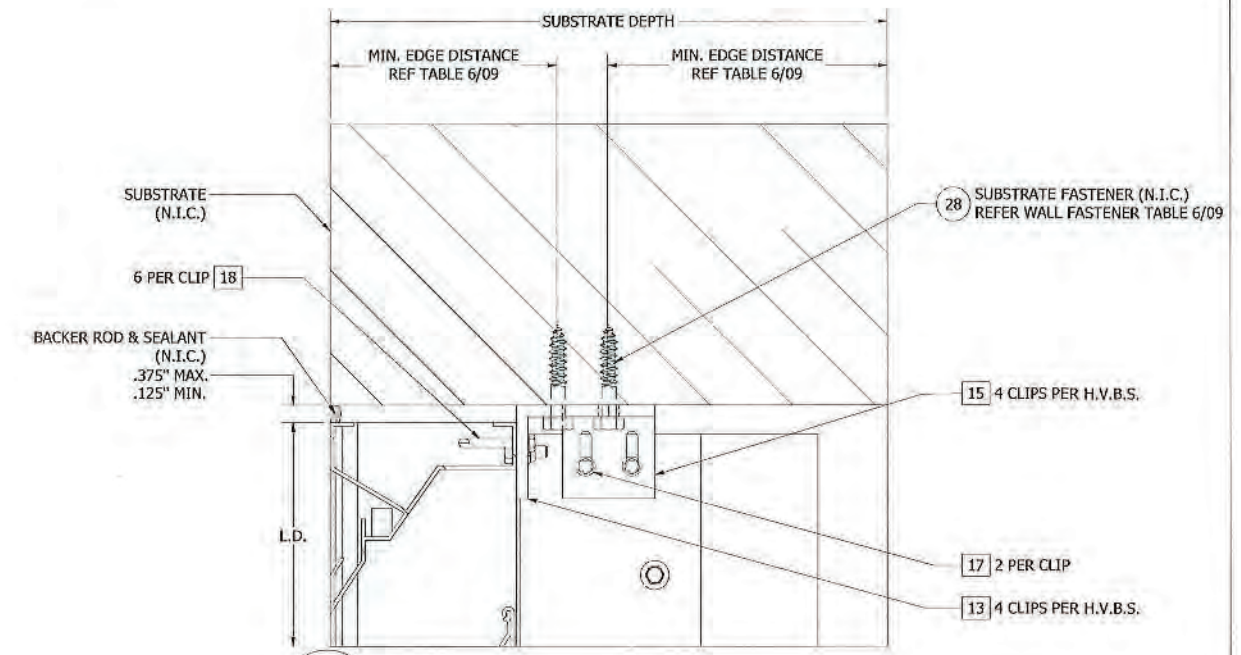 SUBSTRATE DEPTH
MIN. EDGE DISTANCE
REF TABLE 6/09
MIN. EDGE DISTANCE
REF TABLE 6/09
SUBSTRATE
(N.I.C.)
28 SUBSTRATE FASTENER (N.I.C.)
REFER WALL FASTENER TABLE 6/09
6 PER CLIP 18
BACKER ROD & SEALANT
(N.I.C.)
.375" MAX.
.125" MIN.
15 4 CLIPS PER H.V.B.S.
L.D.
17 2 PER CLIP
13 4 CLIPS PER H.V.B.S.